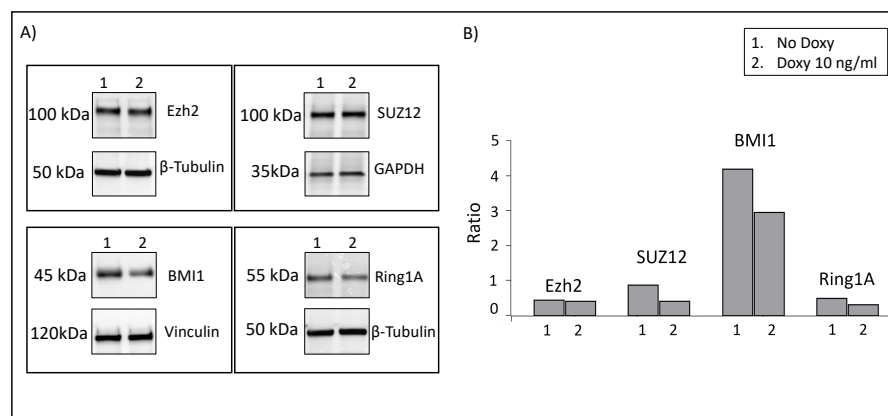 A)
1 2
100 kDa Ezh2
50 kDa β-Tubulin
1 2
100 kDa SUZ12
35kDa GAPDH
1 2
45 kDa BMI1
120kDa Vinculin
1 2
55 kDa Ring1A
50 kDa β-Tubulin
B)
1. No Doxy
2. Doxy 10 ng/ml
Ratio
5
4
3
2
1
0
Ezh2
SUZ12
BMI1
Ring1A
1 2 1 2 1 2 1 2